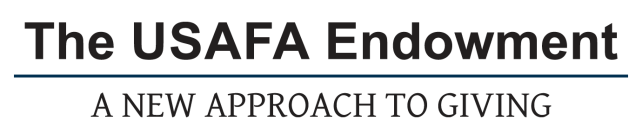 The USAFA Endowment
A NEW APPROACH TO GIVING